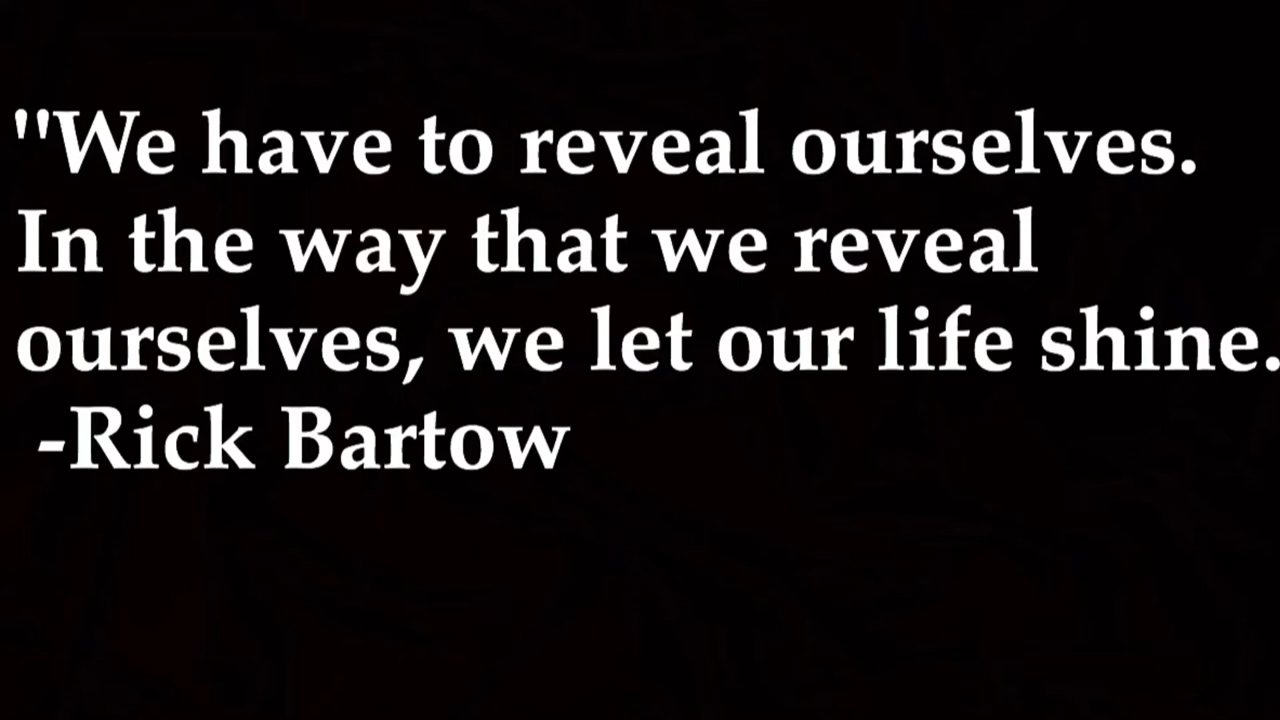 "We have to reveal ourselves.
In the way that we reveal
ourselves, we let our life shine.
-Rick Bartow